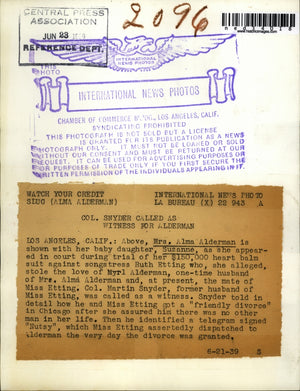 CENTRAL PRESS
ASSOCIATION
JUN 23 1939
REFERENCE DEPT.
2096
www.historicimages.com
THIS
PHOTO
INTERNATIONAL
NEWS PHOTOS
INTERNATIONAL NEWS PHOTOS
CHAMBER OF COMMERCE BLDG., LOS ANGELES, CALIF.
SYNDICATING PROHIBITED
THIS PHOTOGRAPH IS NOT SOLD BUT A LICENSE
IS GRANTED FOR ITS PUBLICATION AS A NEWS
PHOTOGRAPH ONLY. IT MUST NOT BE LOANED OR SOLD
WITHOUT OUR CONSENT AND MUST BE RETURNED AT OUR
REQUEST. IT CAN BE USED FOR ADVERTISING PURPOSES OR
FOR PURPOSES OF TRADE ONLY IF YOU FIRST SECURE THE
WRITTEN PERMISSION OF THE INDIVIDUALS APPEARING IN IT.
WATCH YOUR CREDIT INTERNATIONAL NEWS PHOTO
SLUG (ALMA ALDERMAN) LA BUREAU (X) 22 943 A
COL. SNYDER CALLED AS
WITNESS FOR ALDERMAN
LOS ANGELES, CALIF.: Above, Mrs. Alma Alderman is
shown with her baby daughter, Suzanne, as she appear-
ed in court during trial of her $150,000 heart balm
suit against songstress Ruth Etting who, she alleged,
stole the love of Myrl Alderman, one-time husband
of Mrs. Alma Alderman and, at present, the mate of
Miss Etting. Col. Martin Snyder, former husband of
Miss Etting, was called as a witness. Snyder told in
detail how he and Miss Etting got a "friendly divorce"
in Chicago after she assured him there was no other
man in her life. Then he identified a telegram signed
"Nutsy", which Miss Etting assertedly dispatched to
Alderman the very day the divorce was granted.
6-21-39 S